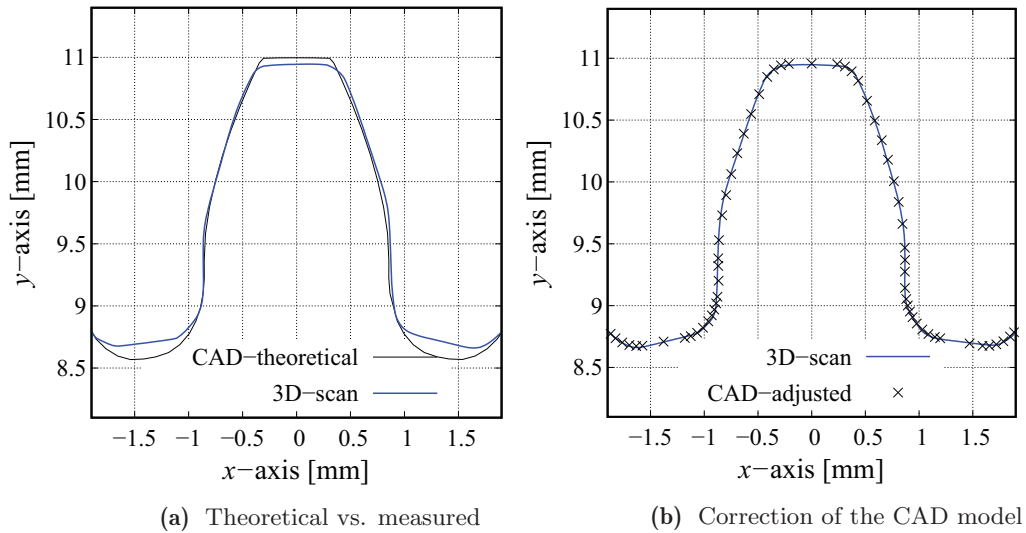 11
10.5
10
9.5
9
8.5
y−axis [mm]
CAD−theoretical
3D−scan
−1.5 −1 −0.5 0 0.5 1 1.5
x−axis [mm]
(a) Theoretical vs. measured
11
10.5
10
9.5
9
8.5
y−axis [mm]
3D−scan
CAD−adjusted
−1.5 −1 −0.5 0 0.5 1 1.5
x−axis [mm]
(b) Correction of the CAD model